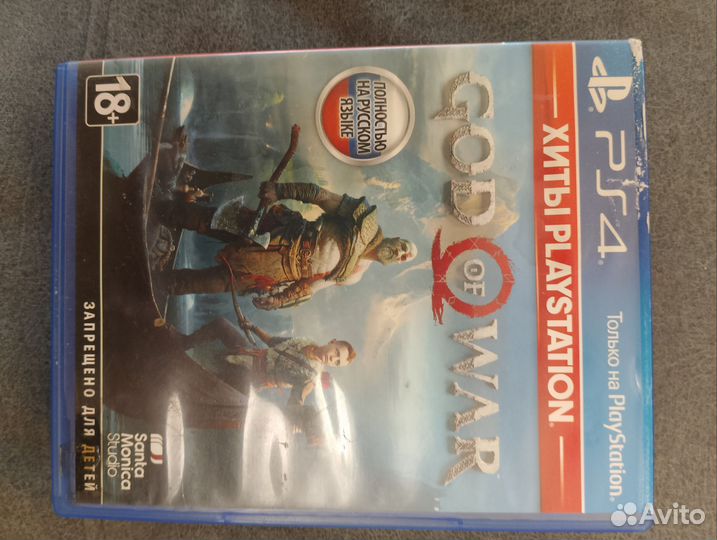 PS4
Только на PlayStation.
ХИТЫ PLAYSTATION®
GOD OF WAR
ПОЛНОСТЬЮ
НА РУССКОМ
ЯЗЫКЕ
18+
ЗАПРЕЩЕНО ДЛЯ ДЕТЕЙ
Santa
Monica
Studio
Avito